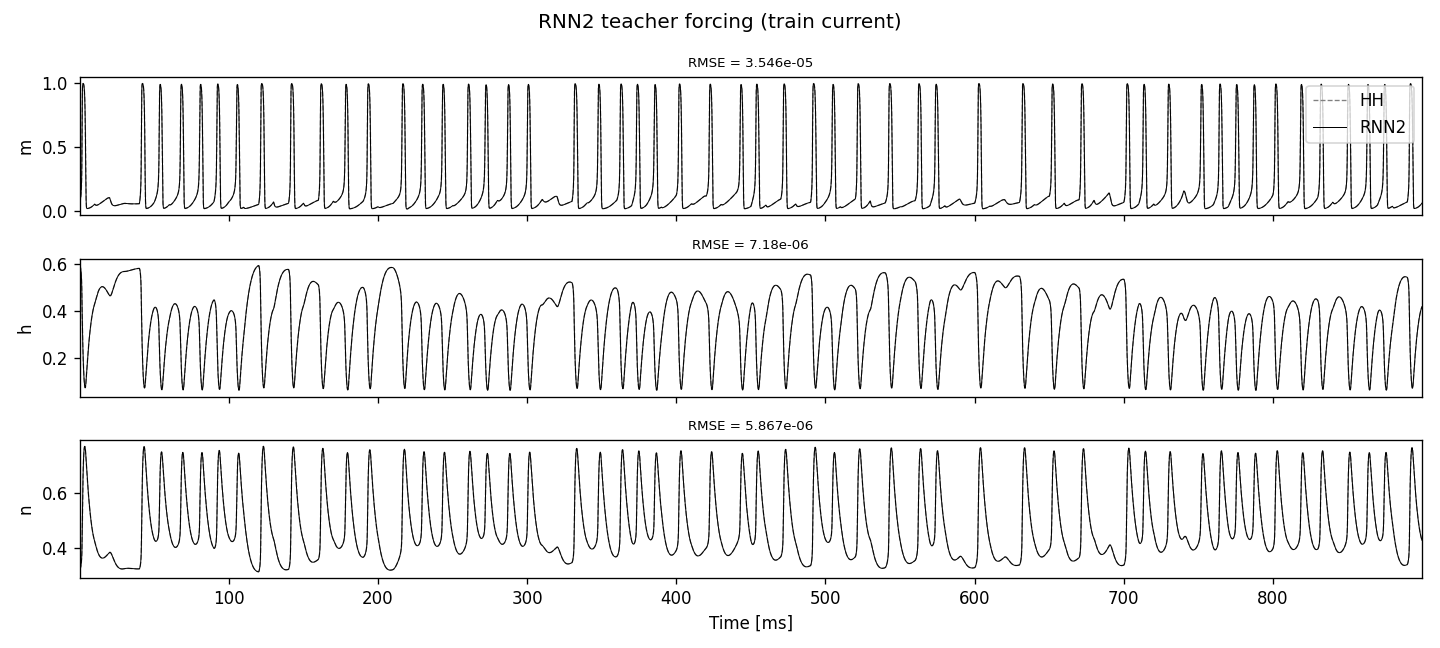 RNN2 teacher forcing (train current)
RMSE = 3.546e-05
1.0
0.5
0.0
m
HH
RNN2
RMSE = 7.18e-06
0.6
0.4
0.2
h
RMSE = 5.867e-06
0.6
0.4
n
100 200 300 400 500 600 700 800
Time [ms]